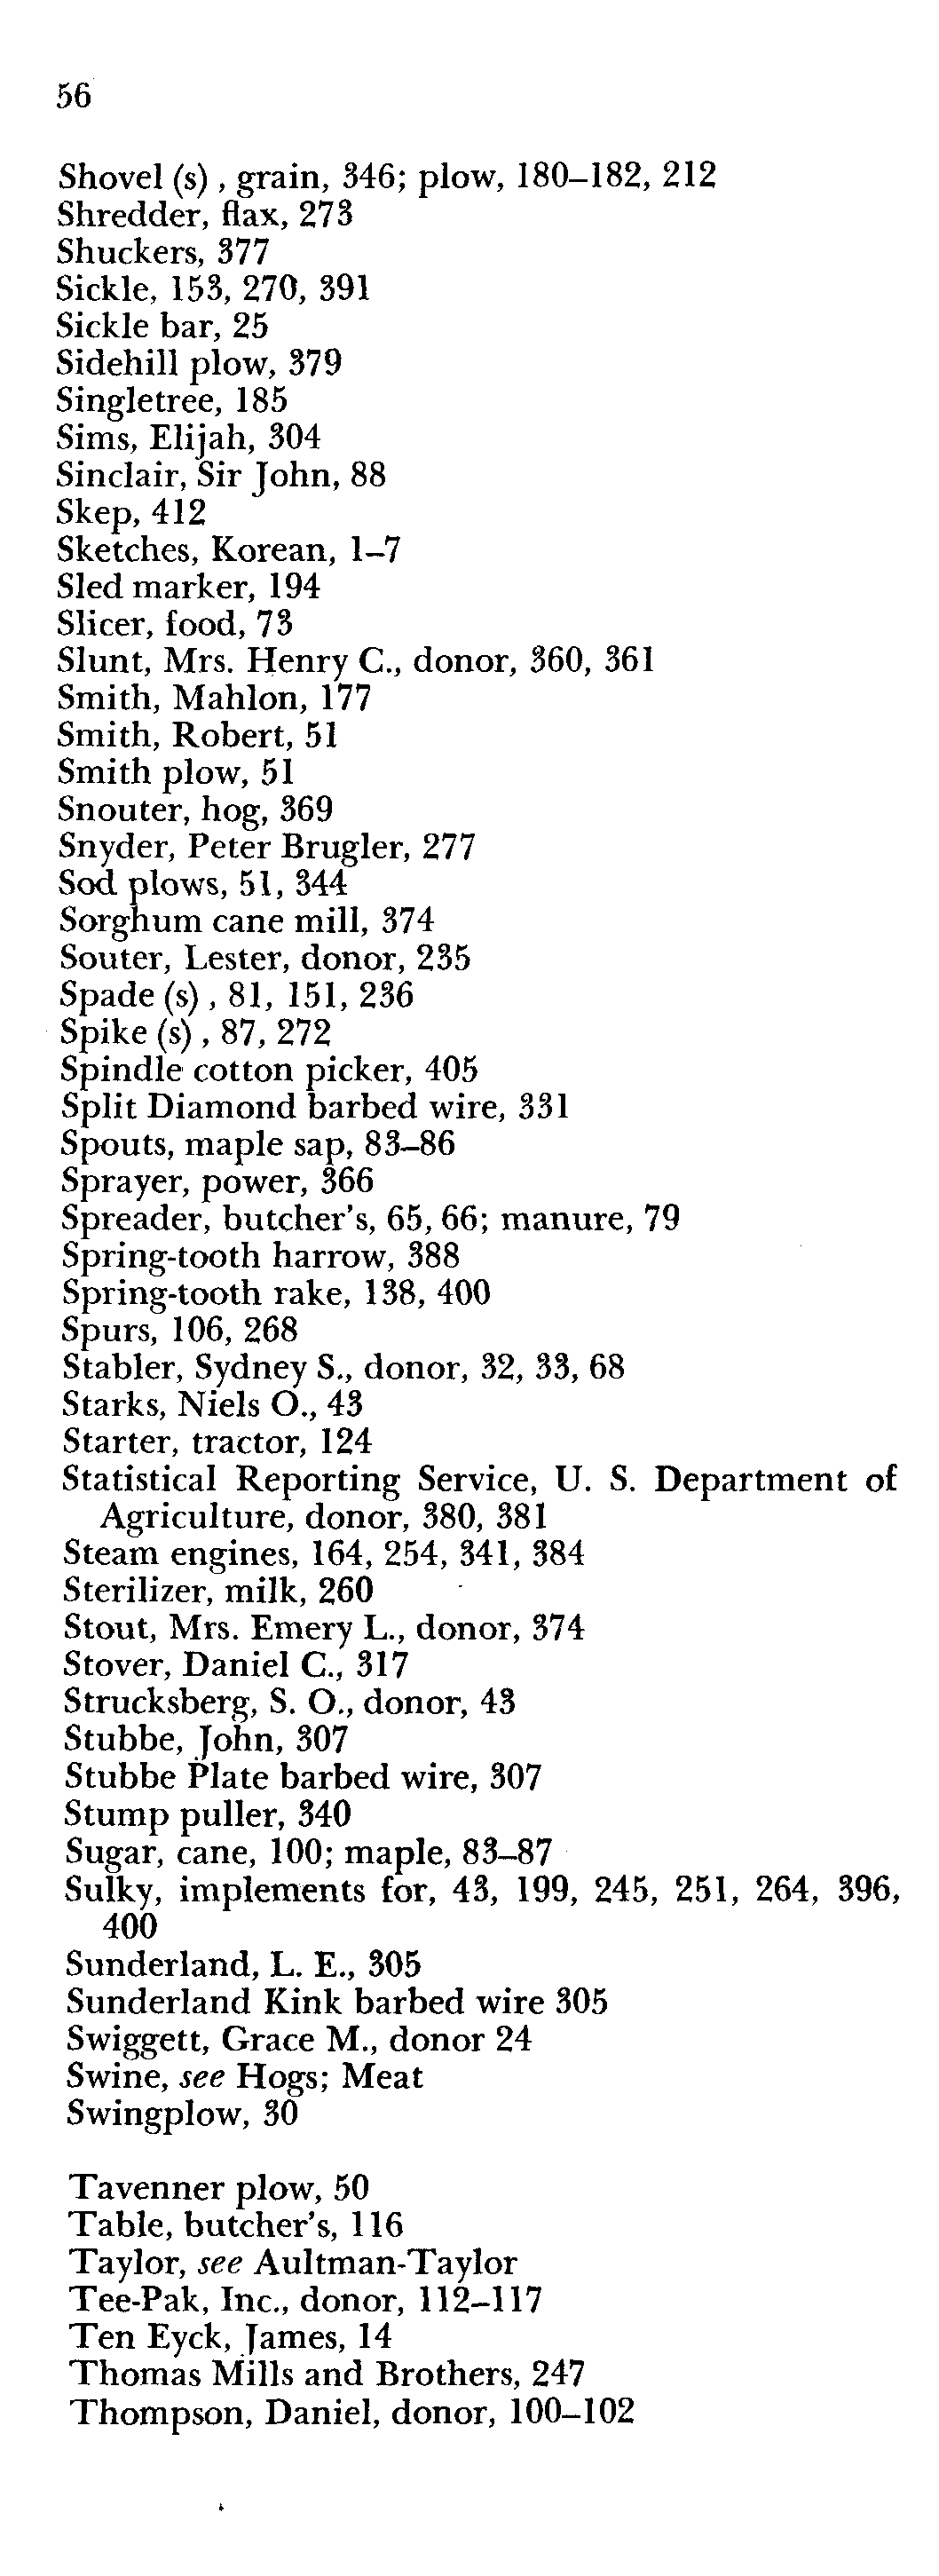 56
Shovel (s) , grain, 346; plow, 180–182, 212
Shredder, flax, 273
Shuckers, 377
Sickle, 153, 270, 391
Sickle bar, 25
Sidehill plow, 379
Singletree, 185
Sims, Elijah, 304
Sinclair, Sir John, 88
Skep, 412
Sketches, Korean, 1–7
Sled marker, 194
Slicer, food, 73
Slunt, Mrs. Henry C., donor, 360, 361
Smith, Mahlon, 177
Smith, Robert, 51
Smith plow, 51
Snouter, hog, 369
Snyder, Peter Brugler, 277
Sod plows, 51, 344
Sorghum cane mill, 374
Souter, Lester, donor, 235
Spade (s) , 81, 151, 236
Spike (s) , 87, 272
Spindle cotton picker, 405
Split Diamond barbed wire, 331
Spouts, maple sap, 83–86
Sprayer, power, 366
Spreader, butcher's, 65, 66; manure, 79
Spring-tooth harrow, 388
Spring-tooth rake, 138, 400
Spurs, 106, 268
Stabler, Sydney S., donor, 32, 33, 68
Starks, Niels O., 43
Starter, tractor, 124
Statistical Reporting Service, U. S. Department of
Agriculture, donor, 380, 381
Steam engines, 164, 254, 341, 384
Sterilizer, milk, 260
Stout, Mrs. Emery L., donor, 374
Stover, Daniel C., 317
Strucksberg, S. O., donor, 43
Stubbe, John, 307
Stubbe Plate barbed wire, 307
Stump puller, 340
Sugar, cane, 100; maple, 83–87
Sulky, implements for, 43, 199, 245, 251, 264, 396,
400
Sunderland, L. E., 305
Sunderland Kink barbed wire 305
Swiggett, Grace M., donor 24
Swine, see Hogs; Meat
Swingplow, 30
Tavenner plow, 50
Table, butcher's, 116
Taylor, see Aultman-Taylor
Tee-Pak, Inc., donor, 112–117
Ten Eyck, James, 14
Thomas Mills and Brothers, 247
Thompson, Daniel, donor, 100–102